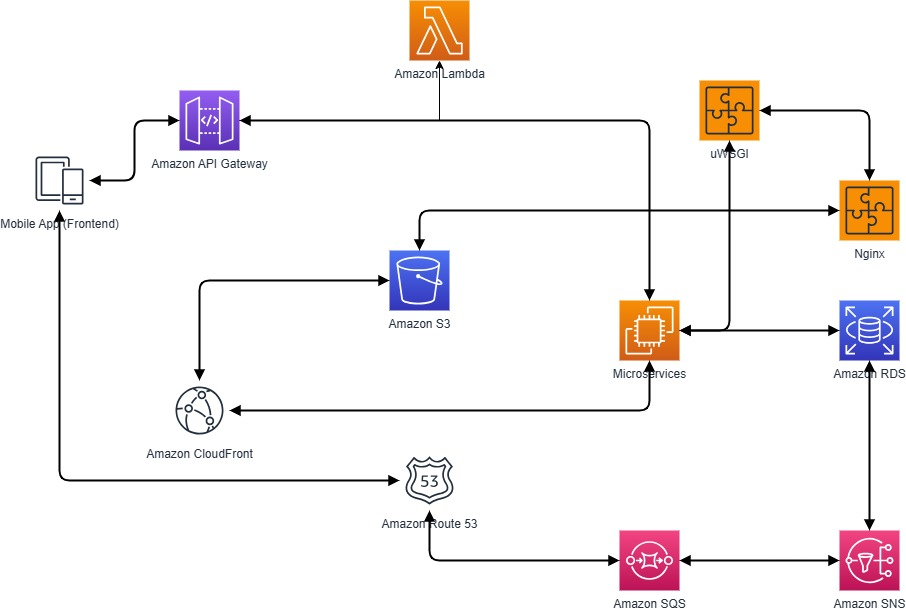 Amazon Lambda
Amazon API Gateway
uWSGI
Mobile App (Frontend)
Nginx
Amazon S3
Microservices
Amazon RDS
Amazon CloudFront
53
Amazon Route 53
Amazon SQS
Amazon SNS